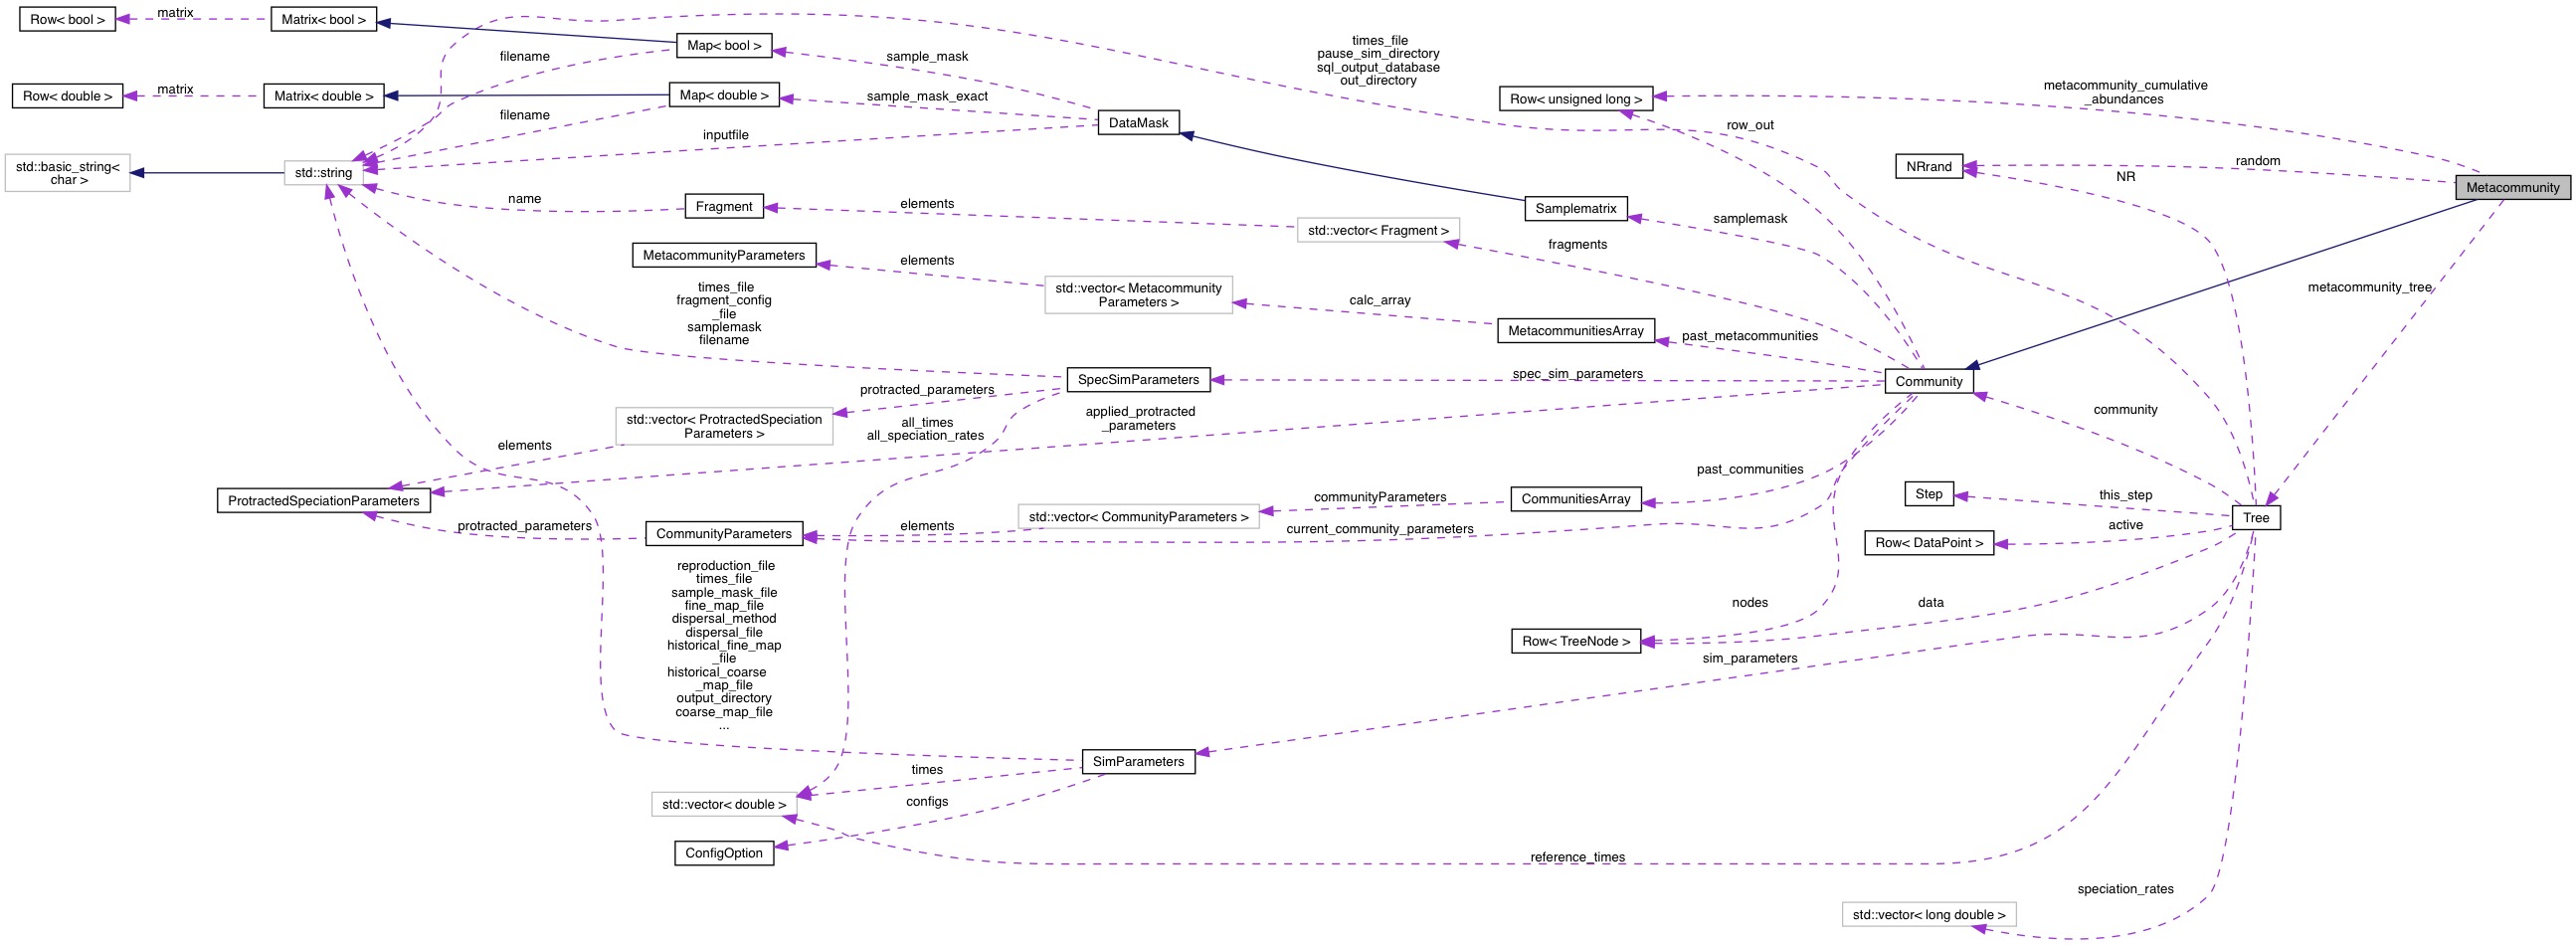 Row< bool >
matrix
Matrix< bool >
Map< bool >
filename
sample_mask
times_file
pause_sim_directory
sql_output_database
out_directory
Row< double >
matrix
Matrix< double >
Map< double >
sample_mask_exact
filename
DataMask
inputfile
Row< unsigned long >
metacommunity_cumulative
_abundances
row_out
std::basic_string<
char >
std::string
NRrand
random
NR
Metacommunity
name
Fragment
elements
std::vector< Fragment >
Samplematrix
samplemask
fragments
MetacommunityParameters
elements
std::vector< Metacommunity
Parameters >
calc_array
MetacommunitiesArray
past_metacommunities
metacommunity_tree
times_file
fragment_config
_file
samplemask
filename
SpecSimParameters
spec_sim_parameters
Community
protracted_parameters
std::vector< ProtractedSpeciation
Parameters >
all_times
all_speciation_rates
applied_protracted
_parameters
community
elements
ProtractedSpeciationParameters
past_communities
CommunitiesArray
communityParameters
std::vector< CommunityParameters >
elements
CommunityParameters
protracted_parameters
current_community_parameters
Step
this_step
Tree
active
Row< DataPoint >
reproduction_file
times_file
sample_mask_file
fine_map_file
dispersal_method
dispersal_file
historical_fine_map
_file
historical_coarse
_map_file
output_directory
coarse_map_file
...
nodes
data
Row< TreeNode >
sim_parameters
SimParameters
times
std::vector< double >
configs
ConfigOption
reference_times
speciation_rates
std::vector< long double >